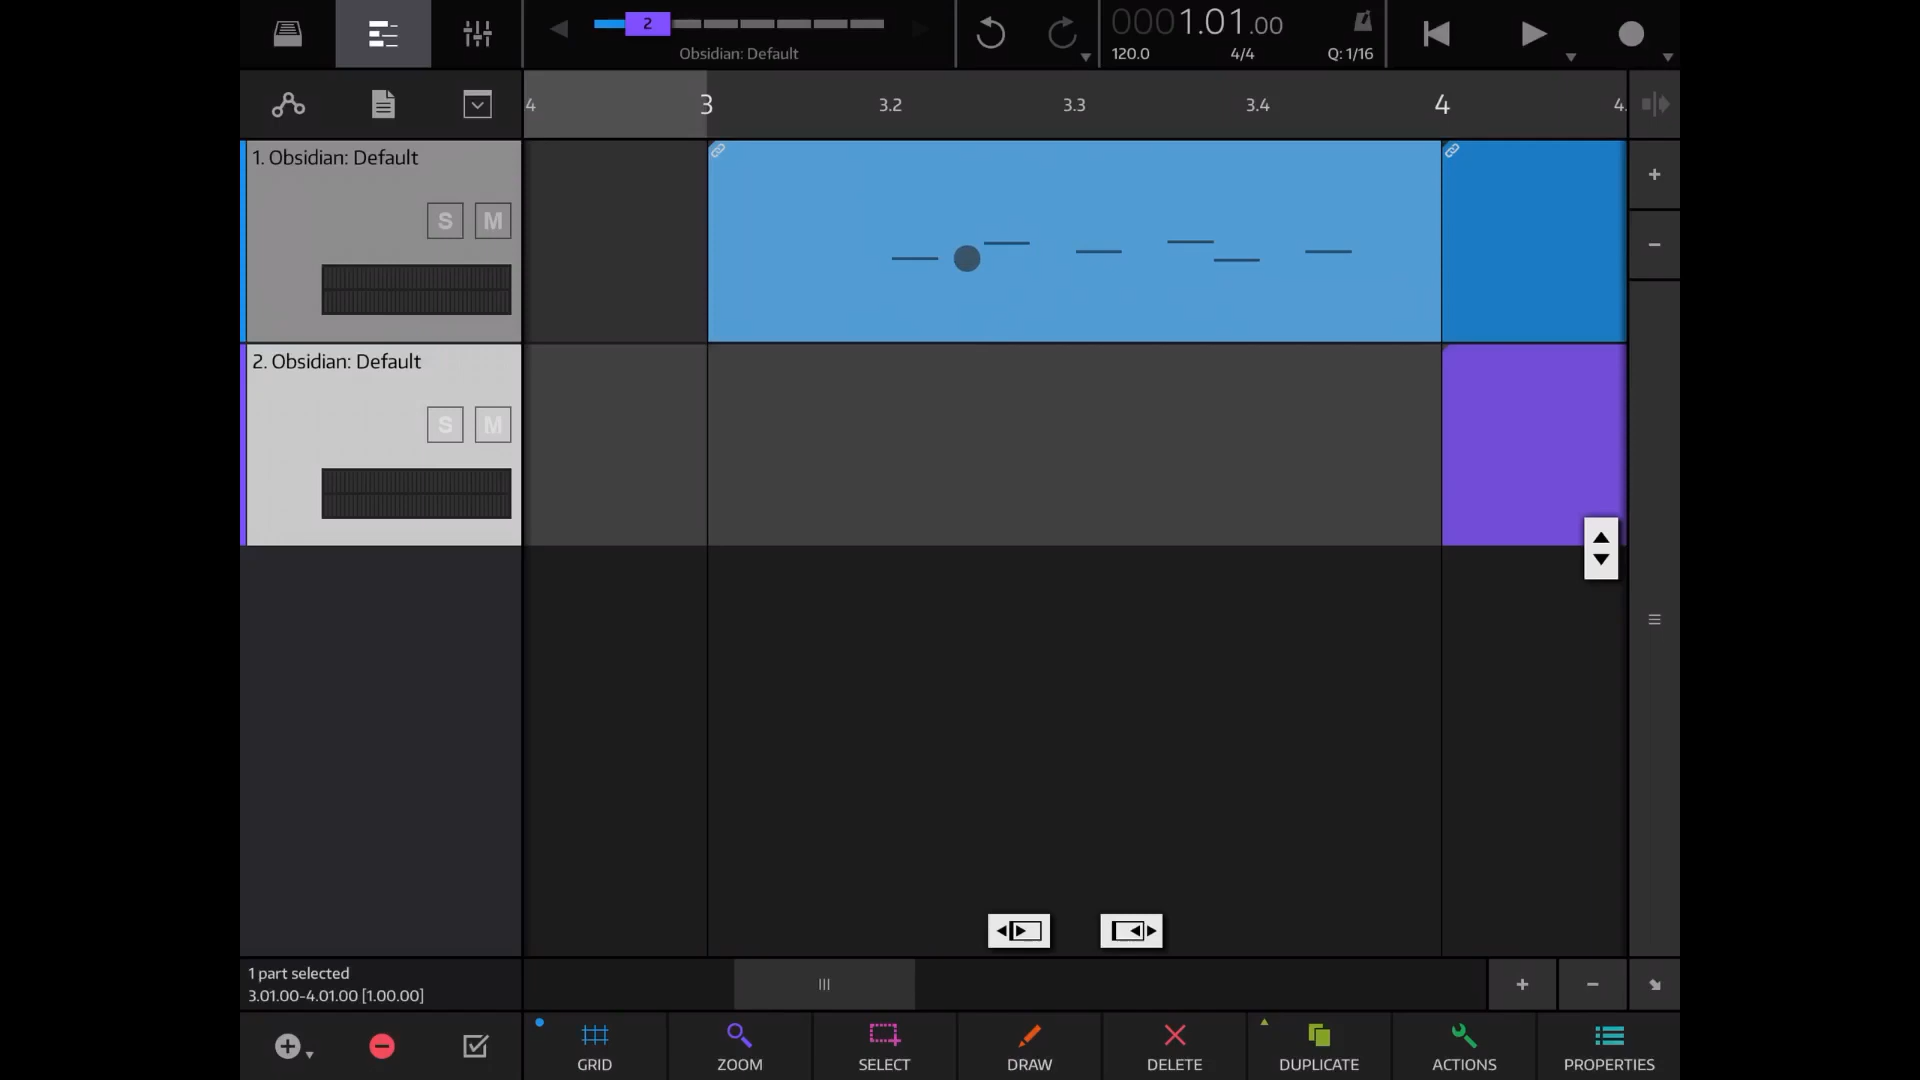 2
Obsidian: Default
0001.01.00
120.0
4/4
Q: 1/16
4
3
3.2
3.3
3.4
4
4.
1. Obsidian: Default
S
M
2. Obsidian: Default
S
M
1 part selected
3.01.00-4.01.00 [1.00.00]
GRID
ZOOM
SELECT
DRAW
DELETE
DUPLICATE
ACTIONS
PROPERTIES